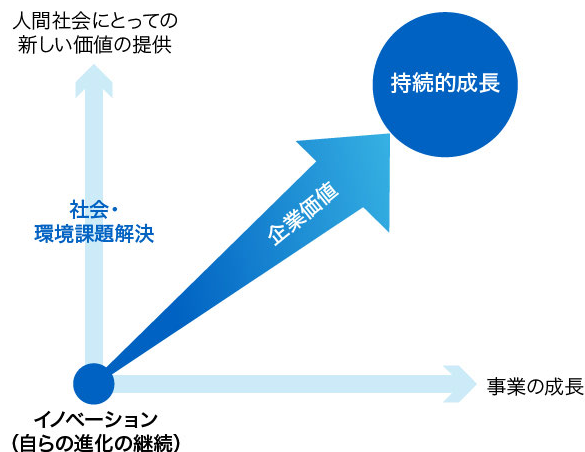 人間社会にとっての
新しい価値の提供
持続的成長
社会・
環境課題解決
企業価値
事業の成長
イノベーション
（自らの進化の継続）